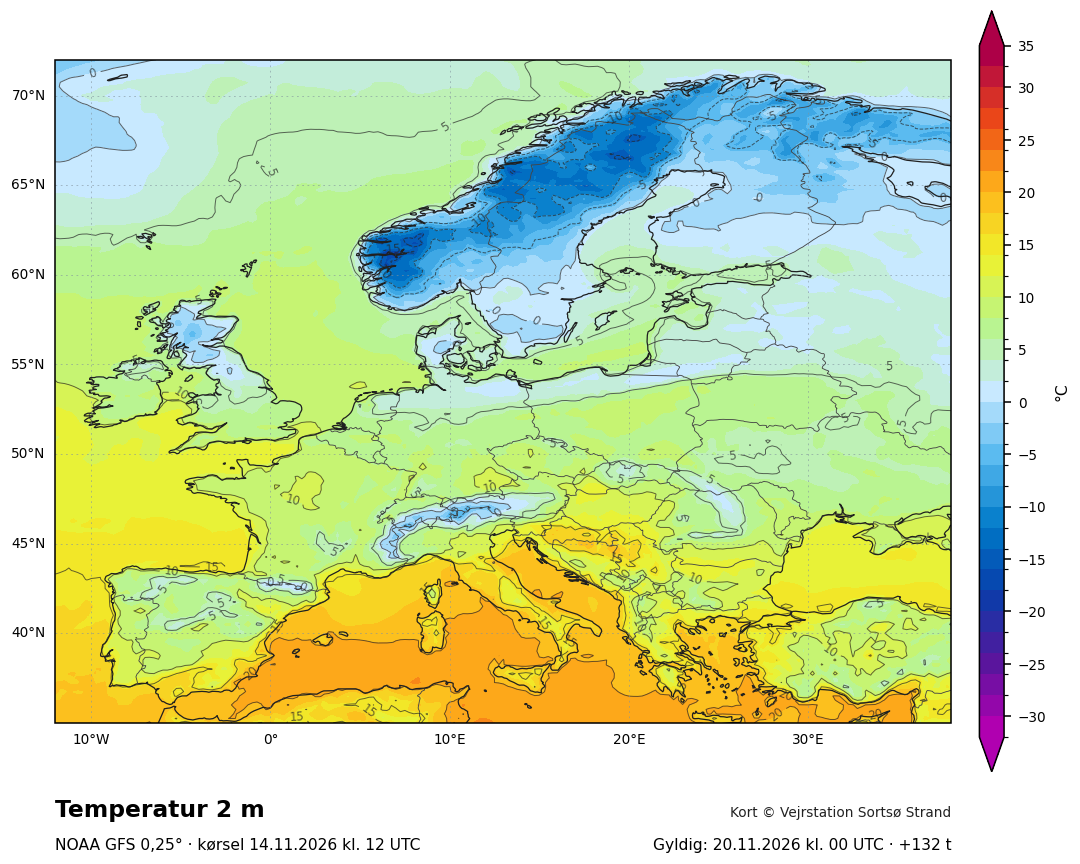 70°N
65°N
60°N
55°N
50°N
45°N
40°N
10°W 0° 10°E 20°E 30°E
35
30
25
20
15
10
5
0
−5
−10
−15
−20
−25
−30
°C
Temperatur 2 m
Kort © Vejrstation Sortsø Strand
NOAA GFS 0,25° · kørsel 14.11.2026 kl. 12 UTC
Gyldig: 20.11.2026 kl. 00 UTC · +132 t